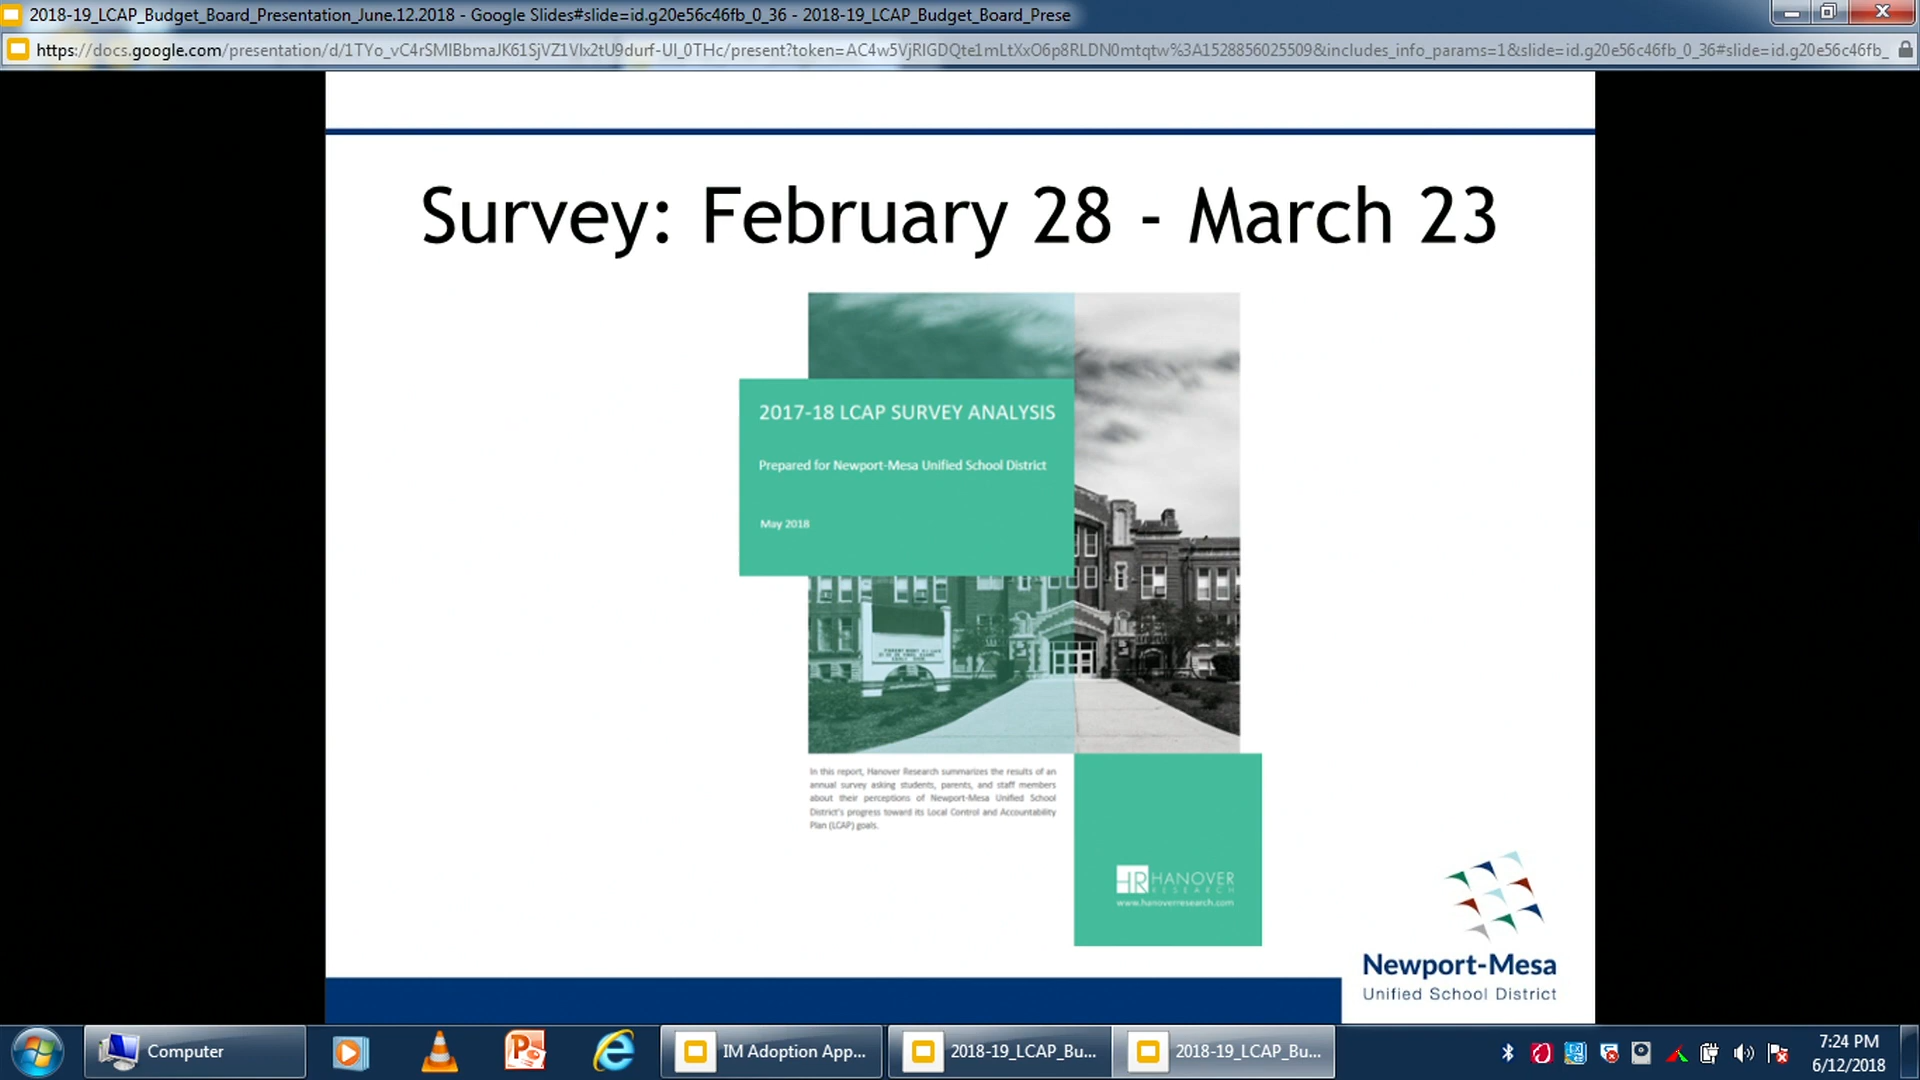 2018-19_LCAP_Budget_Board_Presentation_June.12.2018 - Google Slides#slide=id.g20e56c46fb_0_36 - 2018-19_LCAP_Budget_Board_Prese
https://docs.google.com/presentation/d/1TYo_vC4rSMIBbmaJK61SjVZ1VIx2tU9durf-UI_0THc/present?token=AC4w5VjRIGDQte1mLtXxO6p8RLDN0mtqtw%3A1528856025509&includes_info_params=1&slide=id.g20e56c46fb_0_36#slide=id.g20e56c46fb_
Survey: February 28 - March 23
2017-18 LCAP SURVEY ANALYSIS
Prepared for Newport-Mesa Unified School District
May 2018
In this report, Hanover Research summarizes the results of an
annual survey asking students, parents, and staff members
about their perceptions of Newport-Mesa Unified School
District's progress toward its Local Control and Accountability
Plan (LCAP) goals.
HR HANOVER
RESEARCH
www.hanoverresearch.com
Newport-Mesa
Unified School District
Computer
IM Adoption App...
2018-19_LCAP_Bu...
2018-19_LCAP_Bu...
7:24 PM
6/12/2018